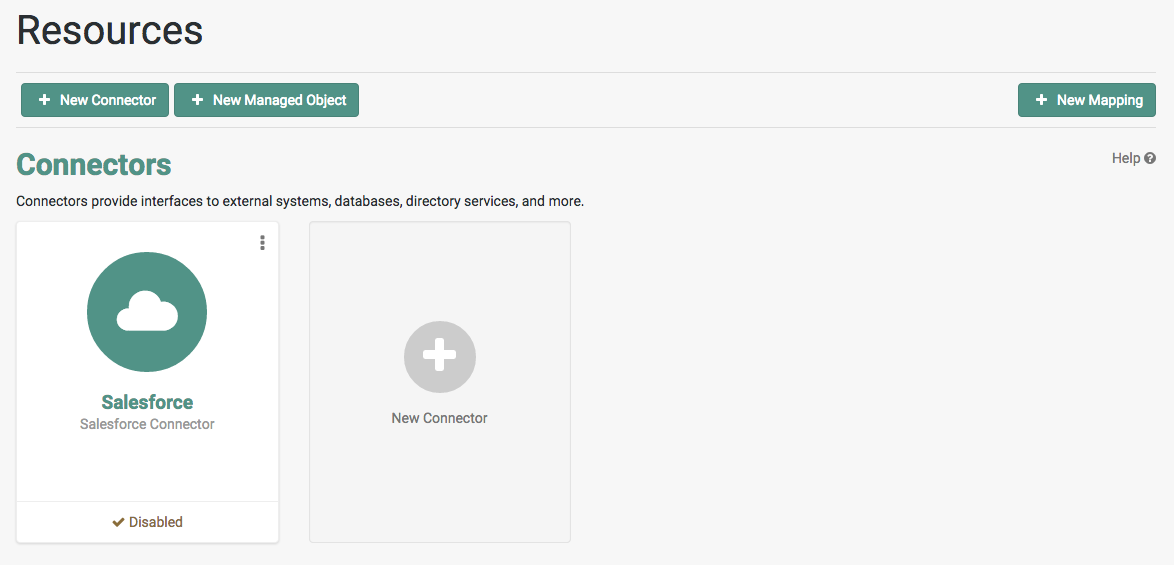 Resources
New Connector
New Managed Object
New Mapping
Connectors
Help
Connectors provide interfaces to external systems, databases, directory services, and more.
Salesforce
Salesforce Connector
New Connector
Disabled